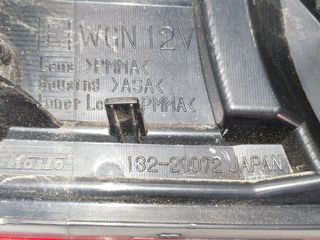 WGN 12V
Lens >PMMA<
Housing >ASA<
Inner Lens >PMMA<
KOITO 132-20072 JAPAN